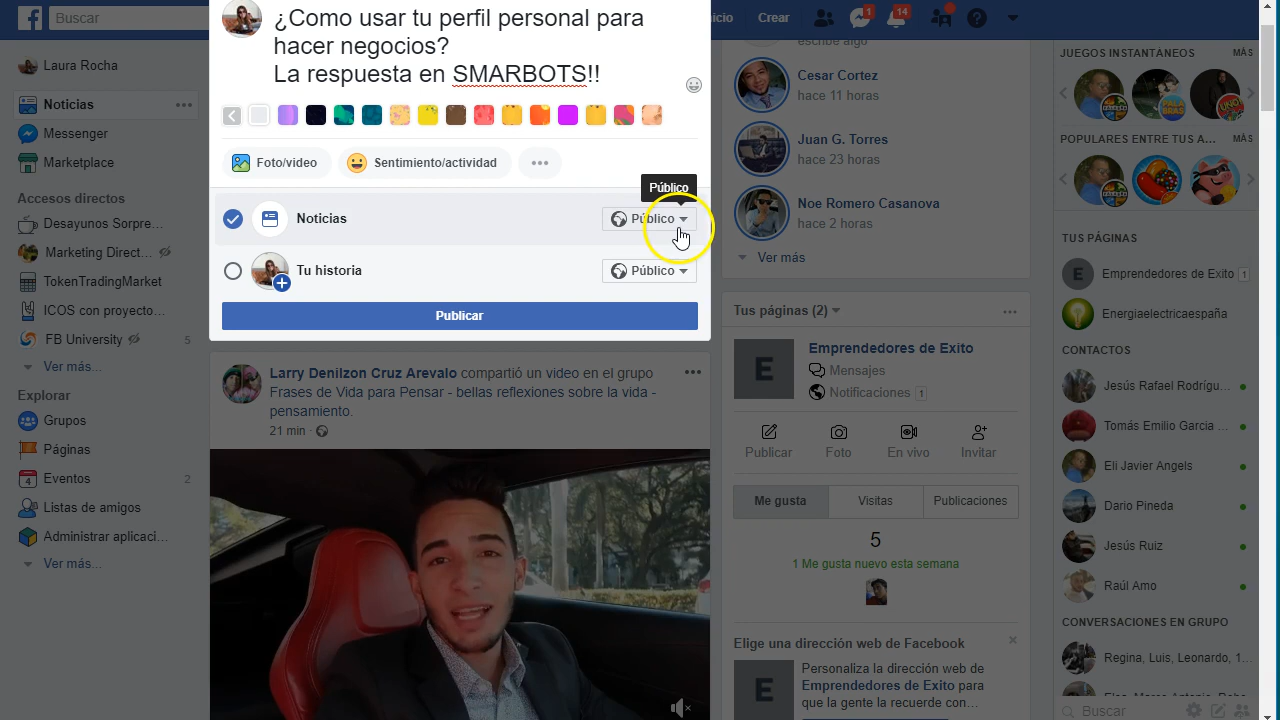 Buscar
Inicio
Crear
1
14
Laura Rocha
Noticias
Messenger
Marketplace
Accesos directos
Desayunos Sorpre...
Marketing Direct...
TokenTradingMarket
ICOS con proyecto...
FB University
5
Ver más...
Explorar
Grupos
Páginas
Eventos
2
Listas de amigos
Administrar aplicaci...
Ver más...
¿Como usar tu perfil personal para
hacer negocios?
La respuesta en SMARBOTS!!
Foto/video
Sentimiento/actividad
Público
Noticias
Público
Tu historia
Público
Publicar
Larry Denilzon Cruz Arevalo compartió un video en el grupo
Frases de Vida para Pensar - bellas reflexiones sobre la vida -
pensamiento.
21 min ·
escribe algo
Cesar Cortez
hace 11 horas
Juan G. Torres
hace 23 horas
Noe Romero Casanova
hace 2 horas
Ver más
Tus páginas (2)
E
Emprendedores de Exito
Mensajes
Notificaciones 1
Publicar
Foto
En vivo
Invitar
Me gusta
Visitas
Publicaciones
5
1 Me gusta nuevo esta semana
Elige una dirección web de Facebook
E
Personaliza la dirección web de
Emprendedores de Exito para
que la gente la recuerde con...
JUEGOS INSTANTÁNEOS
MÁS
UNO
POPULARES ENTRE TUS A...
MÁS
TUS PÁGINAS
E
Emprendedores de Exito 1
Energiaelectricaespaña
CONTACTOS
Jesús Rafael Rodrígu...
Tomás Emilio Garcia ...
Eli Javier Angels
Dario Pineda
Jesús Ruiz
Raúl Amo
CONVERSACIONES EN GRUPO
Regina, Luis, Leonardo, 1...
Buscar